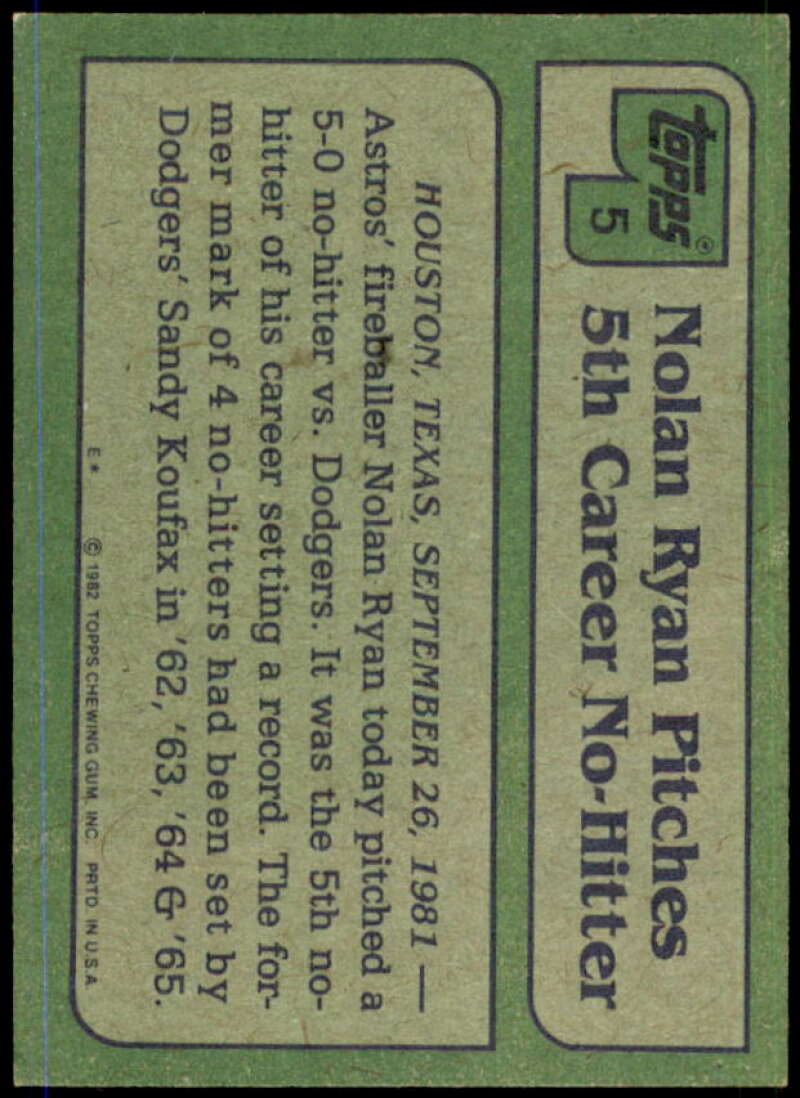 topps®
5
Nolan Ryan Pitches
5th Career No-Hitter
HOUSTON, TEXAS, SEPTEMBER 26, 1981 —
Astros' fireballer Nolan Ryan today pitched a
5-0 no-hitter vs. Dodgers. It was the 5th no-
hitter of his career setting a record. The for-
mer mark of 4 no-hitters had been set by
Dodgers' Sandy Koufax in '62, '63, '64 & '65.
E* © 1982 TOPPS CHEWING GUM, INC. PRTD. IN U.S.A.